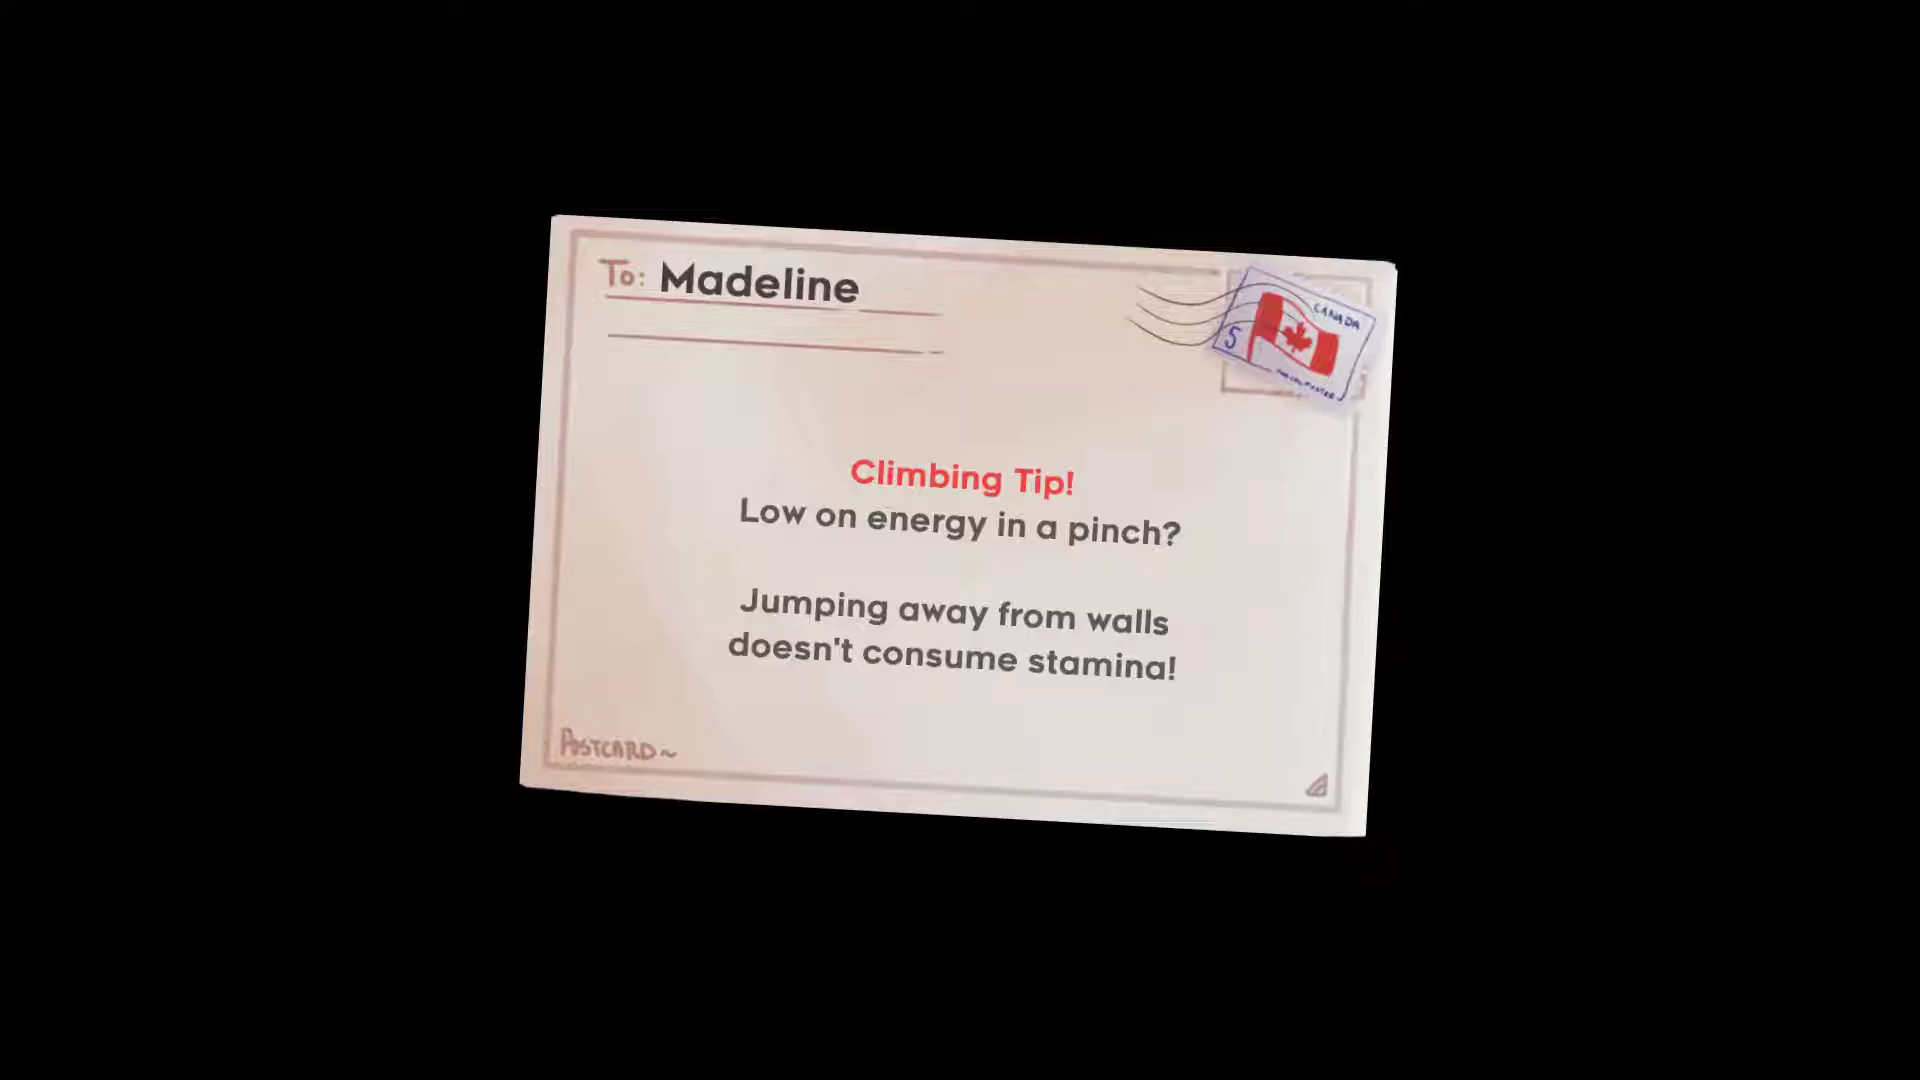 To: Madeline
CANADA
5
Climbing Tip!
Low on energy in a pinch?
Jumping away from walls
doesn't consume stamina!
POSTCARD~